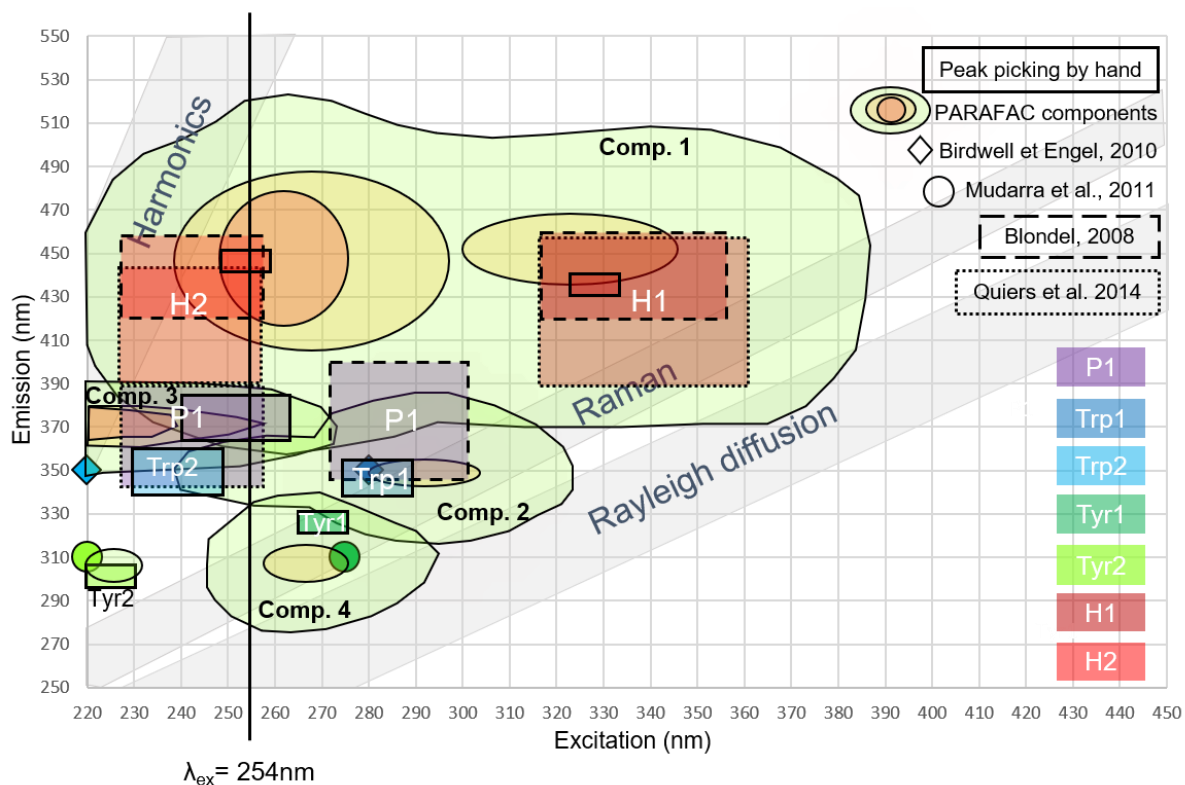 550
530
510
490
470
450
430
410
390
370
350
330
310
290
270
250
Emission (nm)
220 230 240 250 260 270 280 290 300 310 320 330 340 350 360 370 380 390 400 410 420 430 440 450
Excitation (nm)
λex= 254nm
Harmonics
Raman
Rayleigh diffusion
Comp. 1
Comp. 3
Comp. 2
Comp. 4
H2
H1
P1
P1
Trp2
Trp1
Tyr1
Tyr2
Peak picking by hand
PARAFAC components
Birdwell et Engel, 2010
Mudarra et al., 2011
Blondel, 2008
Quiers et al. 2014
P1
Trp1
Trp2
Tyr1
Tyr2
H1
H2